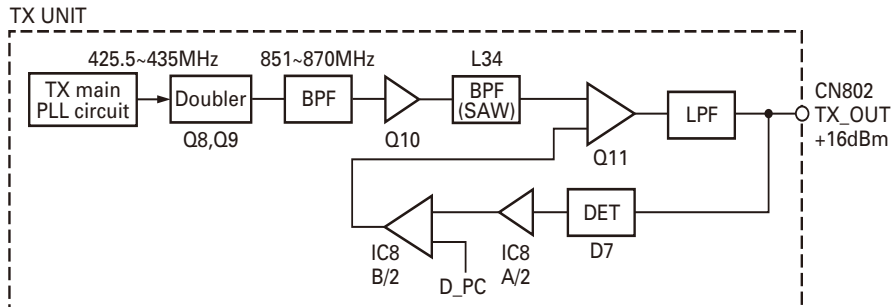 TX UNIT
425.5~435MHz
851~870MHz
L34
TX main
PLL circuit
Doubler
BPF
BPF
(SAW)
LPF
CN802
TX_OUT
+16dBm
Q8,Q9
Q10
Q11
DET
D7
IC8
B/2
D_PC
IC8
A/2